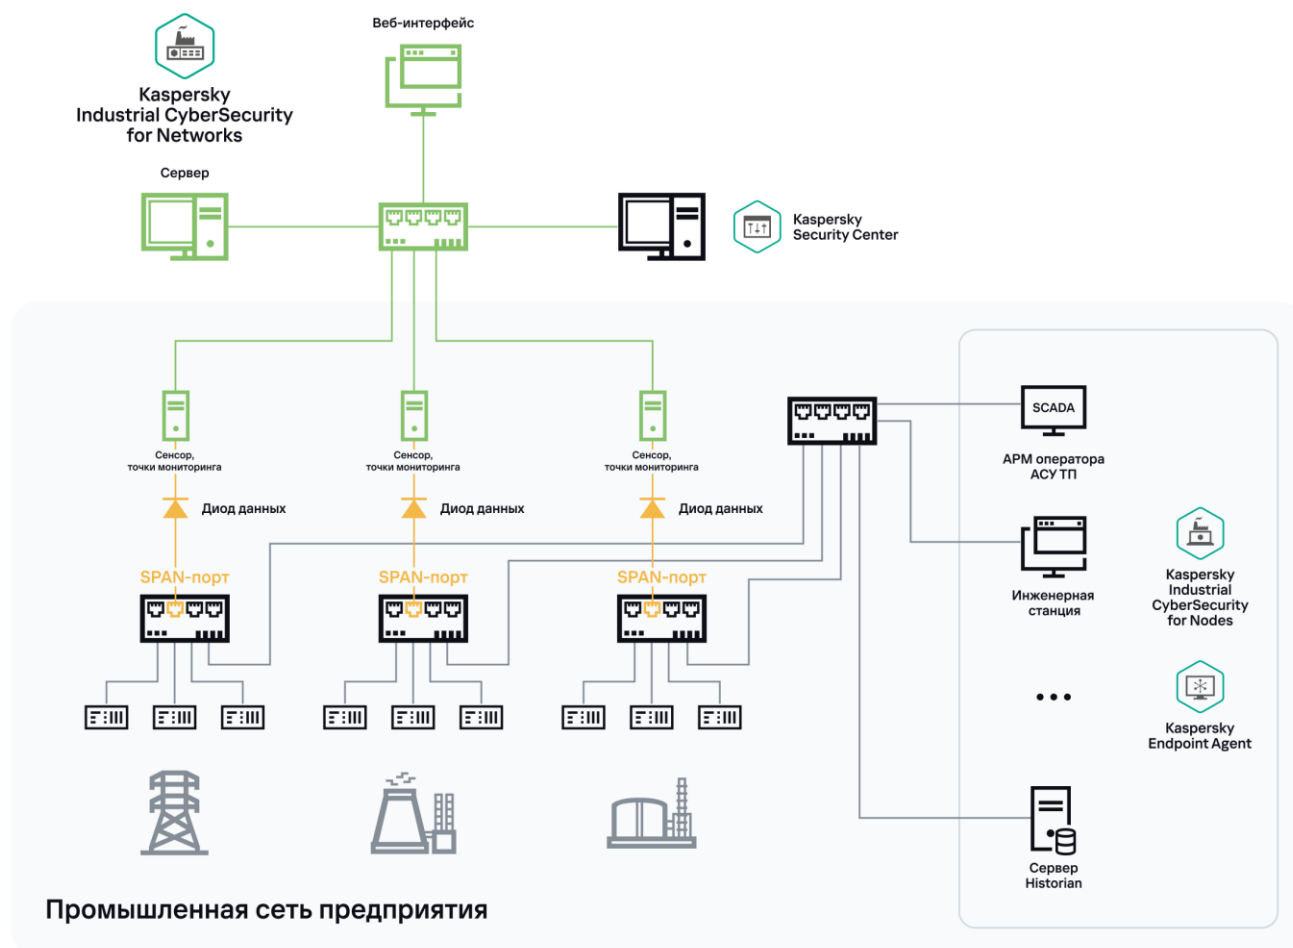 Веб-интерфейс
Kaspersky
Industrial CyberSecurity
for Networks
Сервер
Kaspersky
Security Center
SCADA
АРМ оператора
АСУ ТП
Сенсор,
точки мониторинга
Сенсор,
точки мониторинга
Сенсор,
точки мониторинга
Диод данных
Диод данных
Диод данных
SPAN-порт
SPAN-порт
SPAN-порт
Инженерная
станция
Kaspersky
Industrial
CyberSecurity
for Nodes
Kaspersky
Endpoint Agent
Сервер
Historian
Промышленная сеть предприятия